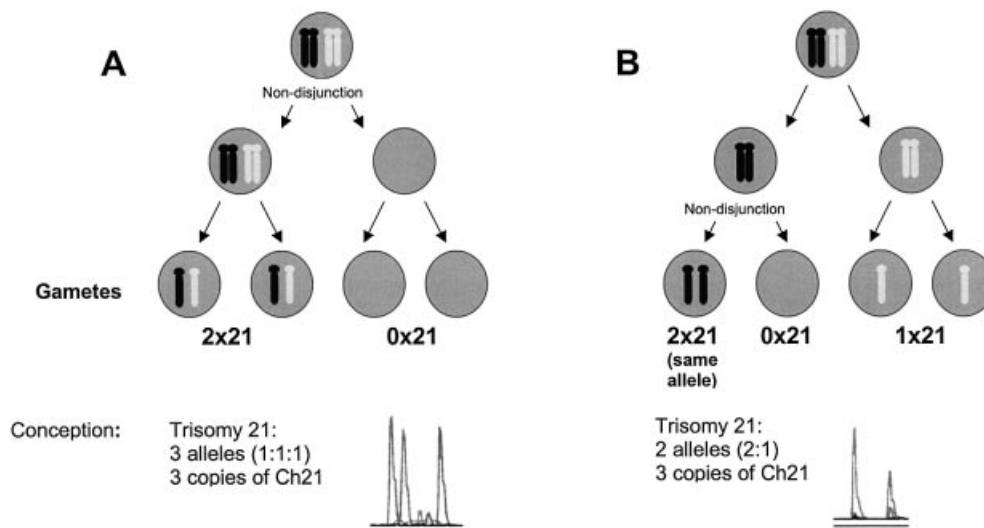 A
Non-disjunction
Gametes
2x21
0x21
Conception:
Trisomy 21:
3 alleles (1:1:1)
3 copies of Ch21
B
Non-disjunction
2x21
(same
allele)
0x21
1x21
Trisomy 21:
2 alleles (2:1)
3 copies of Ch21